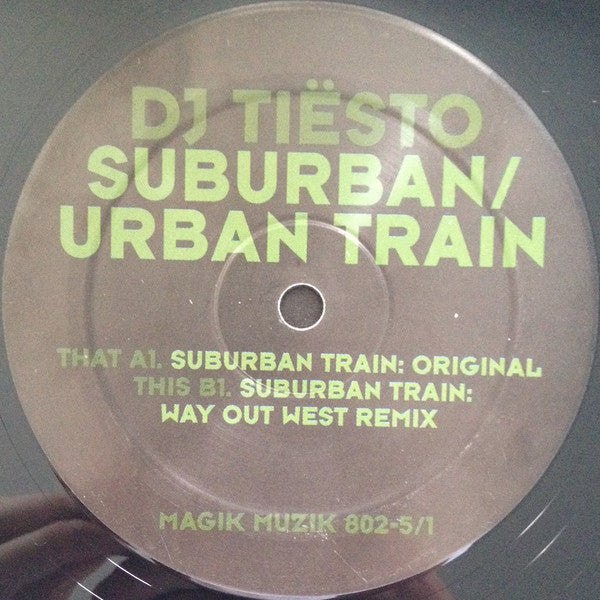 DJ TIËSTO
SUBURBAN/
URBAN TRAIN
THAT A1. SUBURBAN TRAIN: ORIGINAL
THIS B1. SUBURBAN TRAIN:
WAY OUT WEST REMIX
MAGIK MUZIK 802-5/1